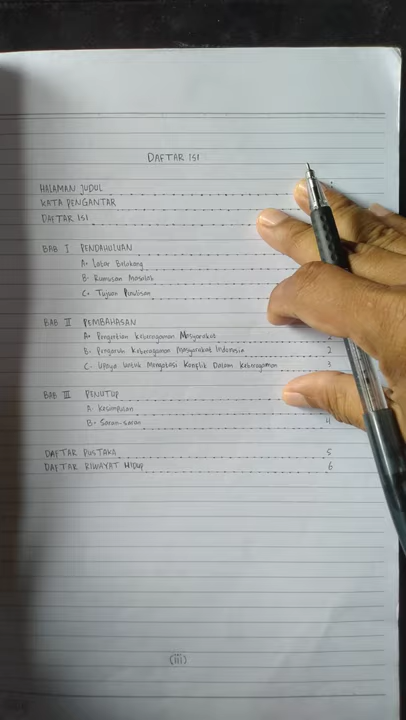 DAFTAR ISI
HALAMAN JUDUL
KATA PENGANTAR
DAFTAR ISI
BAB I PENDAHULUAN
A. Latar Belakang
B. Rumusan Masalah
C. Tujuan Penulisan
BAB II PEMBAHASAN
A. Pengertian Keberagaman Masyarakat
B. Pengaruh Keberagaman Masyarakat Indonesia 2
C. Upaya Untuk Mengatasi Konflik Dalam Keberagaman 3
BAB III PENUTUP
A. Kesimpulan
B. Saran-saran 4
DAFTAR PUSTAKA 5
DAFTAR RIWAYAT HIDUP 6
(iii)